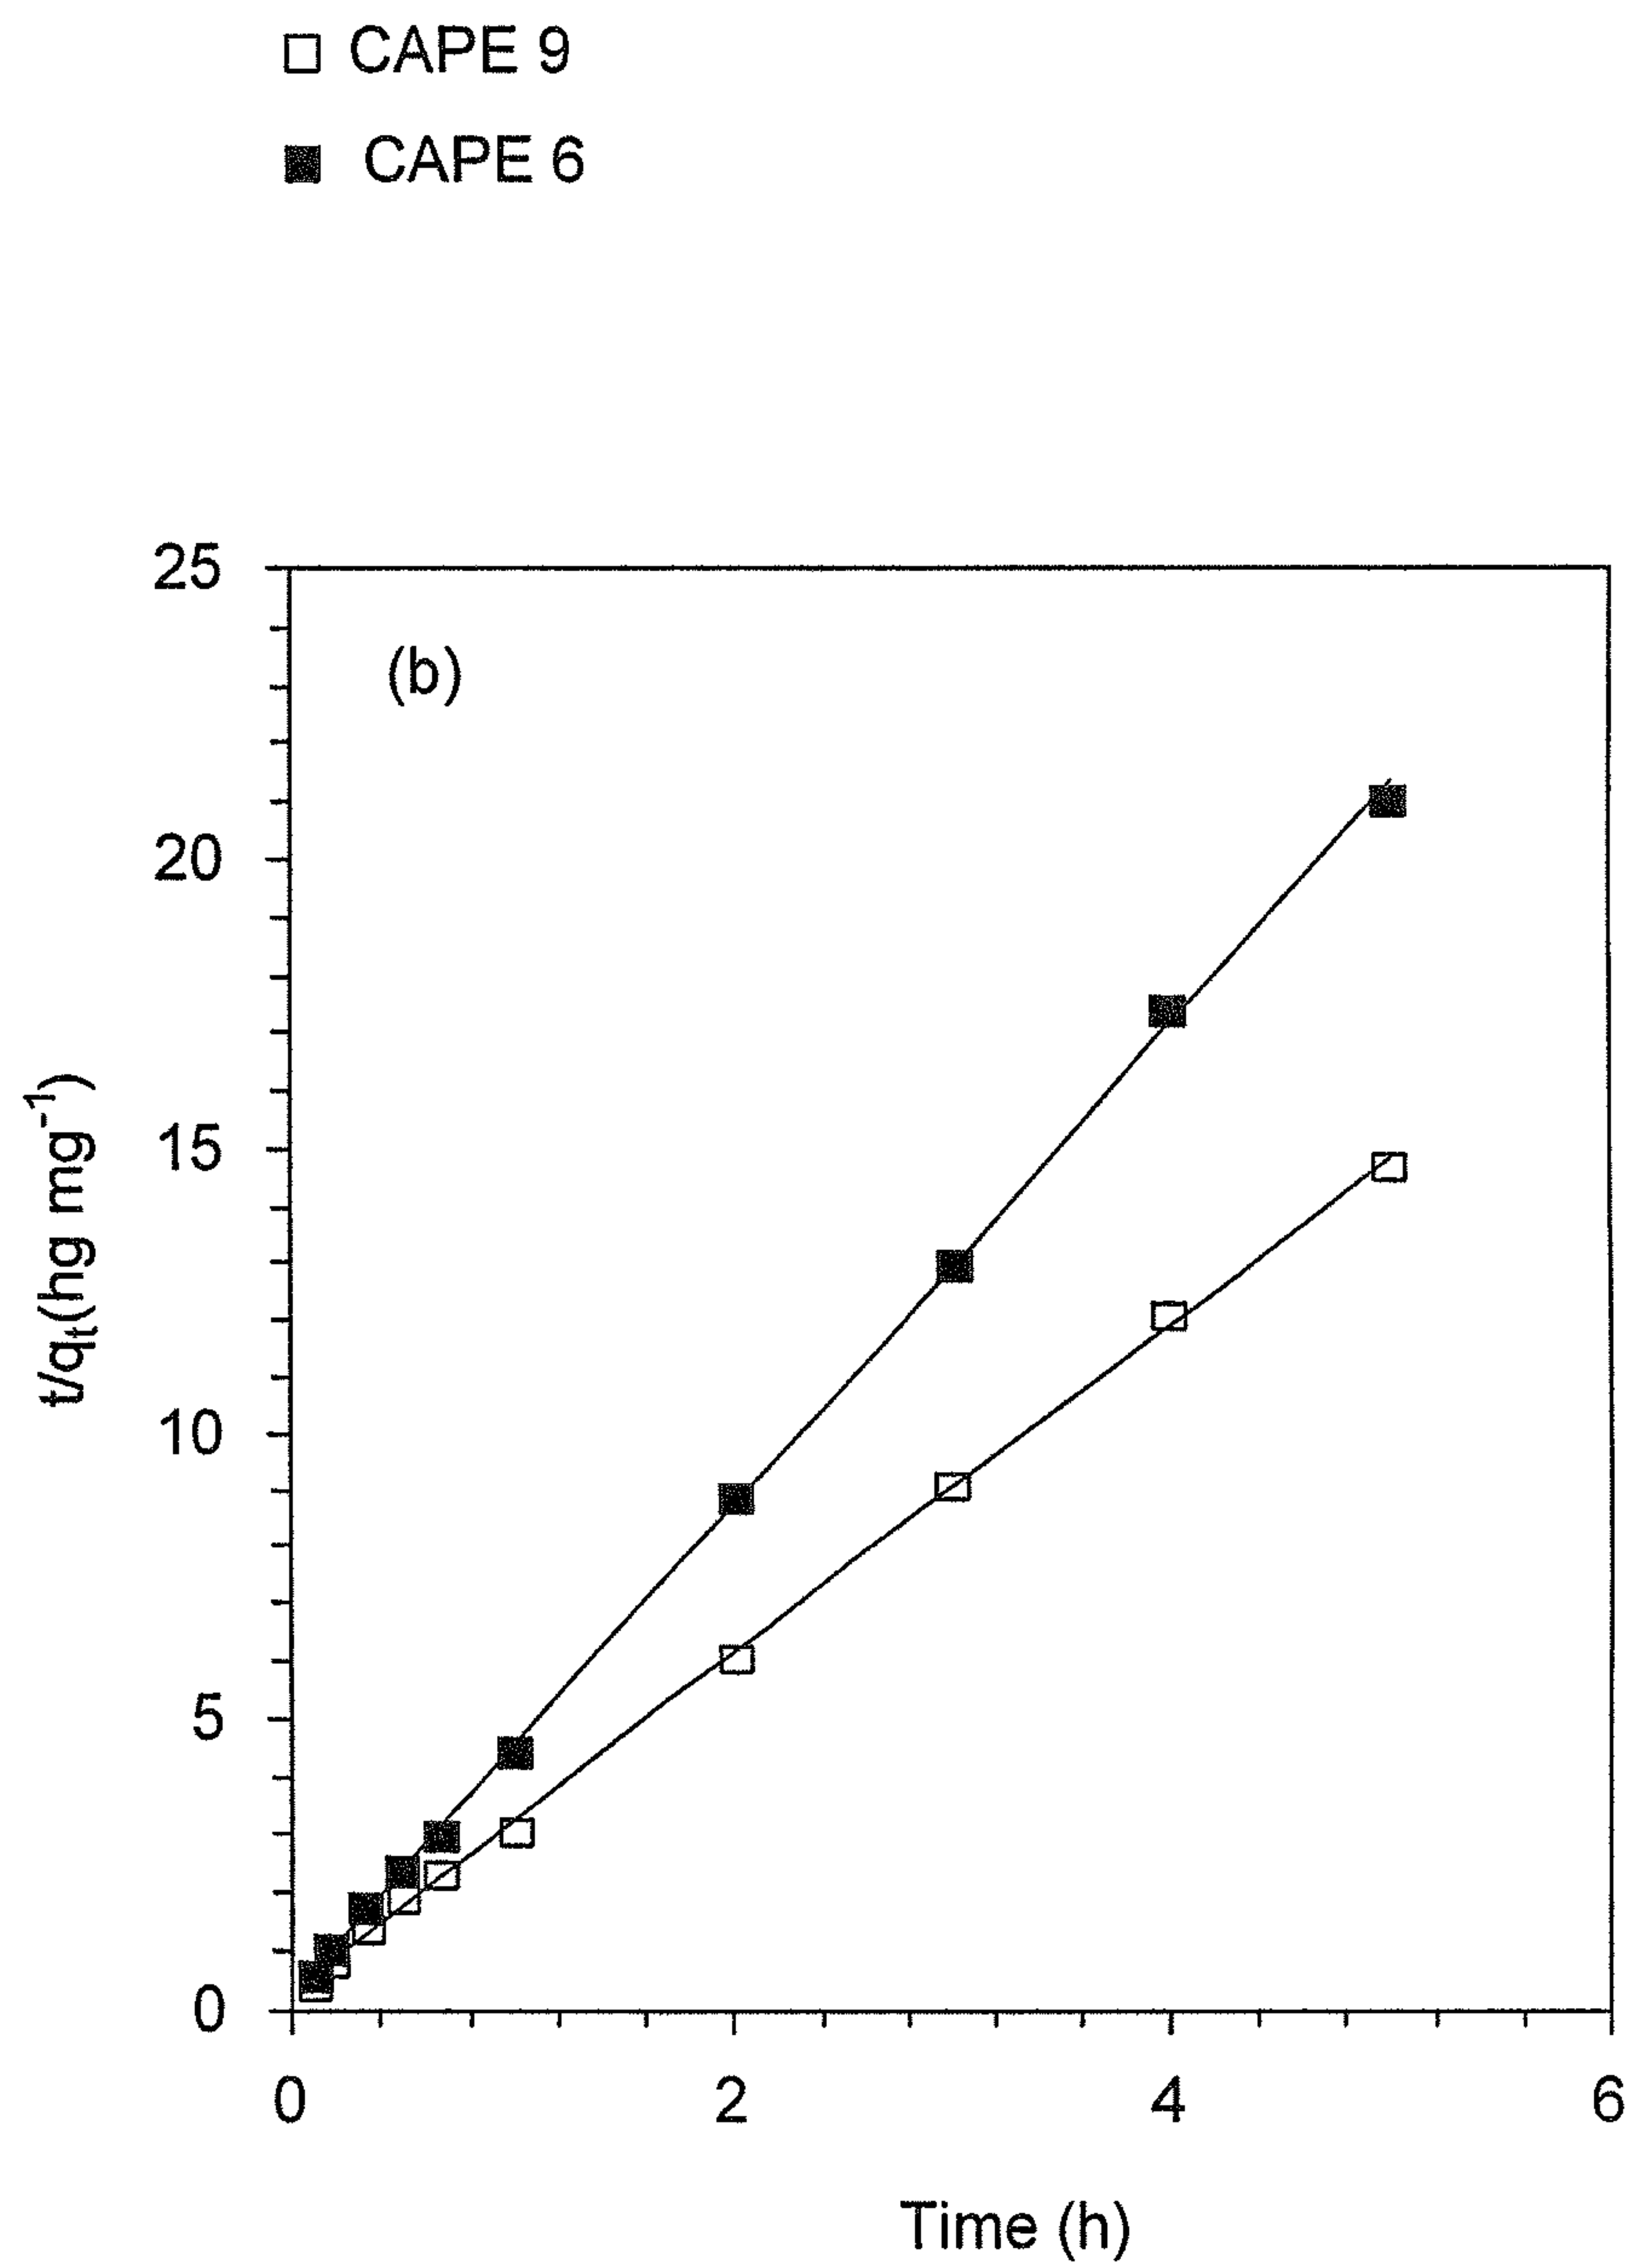 □ CAPE 9
■ CAPE 6
25
(b)
20
15
10
5
0
t/qt(hg mg-1)
0 2 4 6
Time (h)